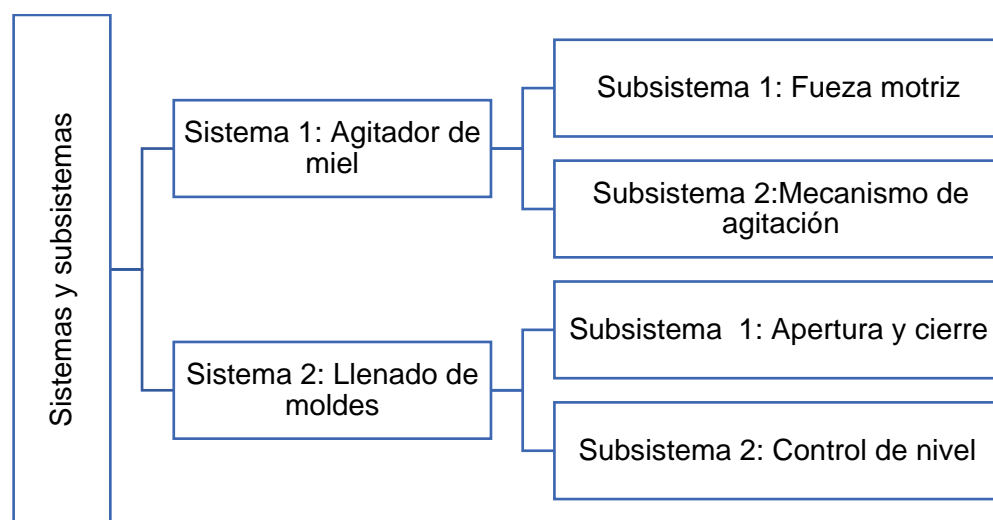 Sistemas y subsistemas
Sistema 1: Agitador de
miel
Subsistema 1: Fueza motriz
Subsistema 2:Mecanismo de
agitación
Sistema 2: Llenado de
moldes
Subsistema  1: Apertura y cierre
Subsistema 2: Control de nivel